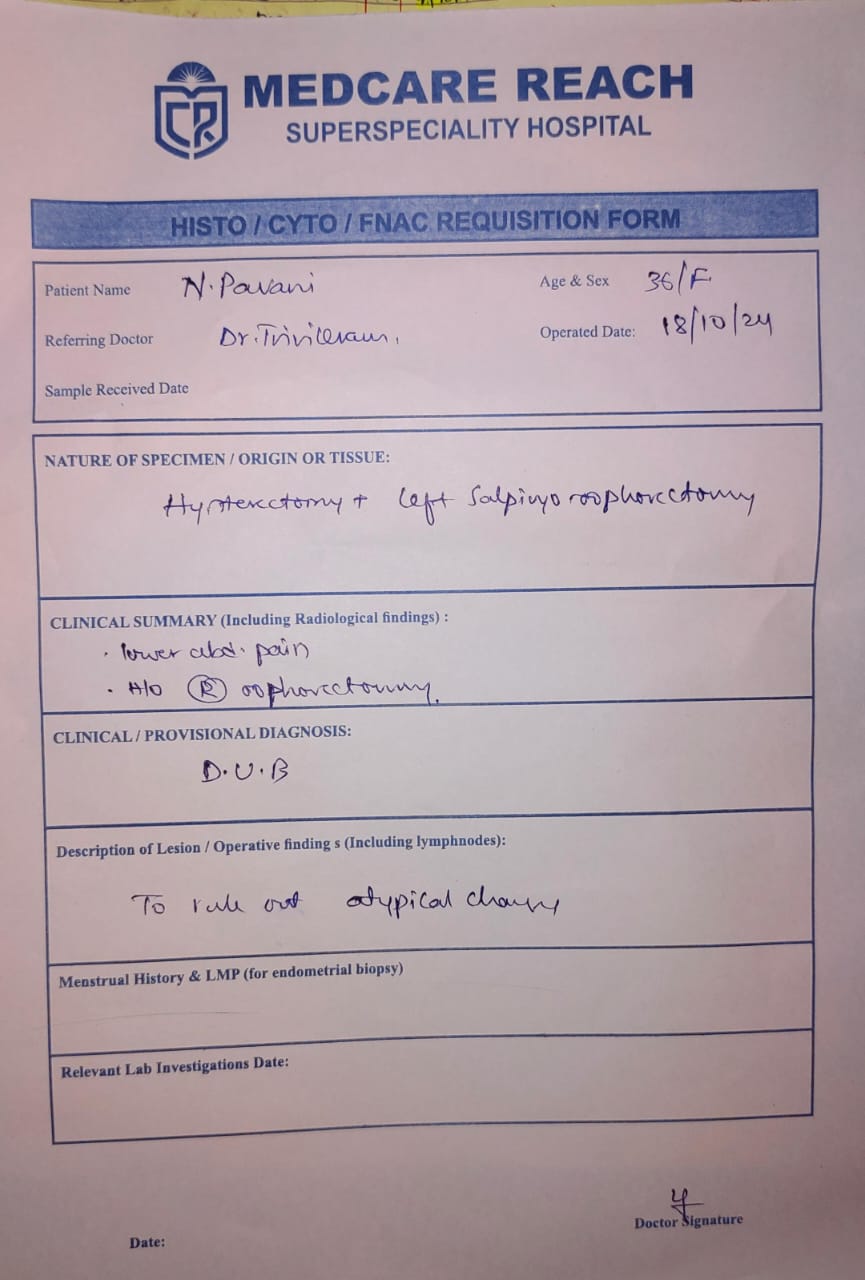 MEDCARE REACH
SUPERSPECIALITY HOSPITAL
HISTO / CYTO / FNAC REQUISITION FORM
Patient Name N. Pavani Age & Sex 36/F
Referring Doctor Dr. Trivikram. Operated Date: 18/10/24
Sample Received Date
NATURE OF SPECIMEN / ORIGIN OR TISSUE:
Hysterectomy + left Salpingo oophorectomy
CLINICAL SUMMARY (Including Radiological findings) :
· lower abd. pain
· H/o (R) oophorectomy.
CLINICAL / PROVISIONAL DIAGNOSIS:
D.U.B
Description of Lesion / Operative finding s (Including lymphnodes):
To rule out atypical changes
Menstrual History & LMP (for endometrial biopsy)
Relevant Lab Investigations Date:
Doctor Signature
Date: